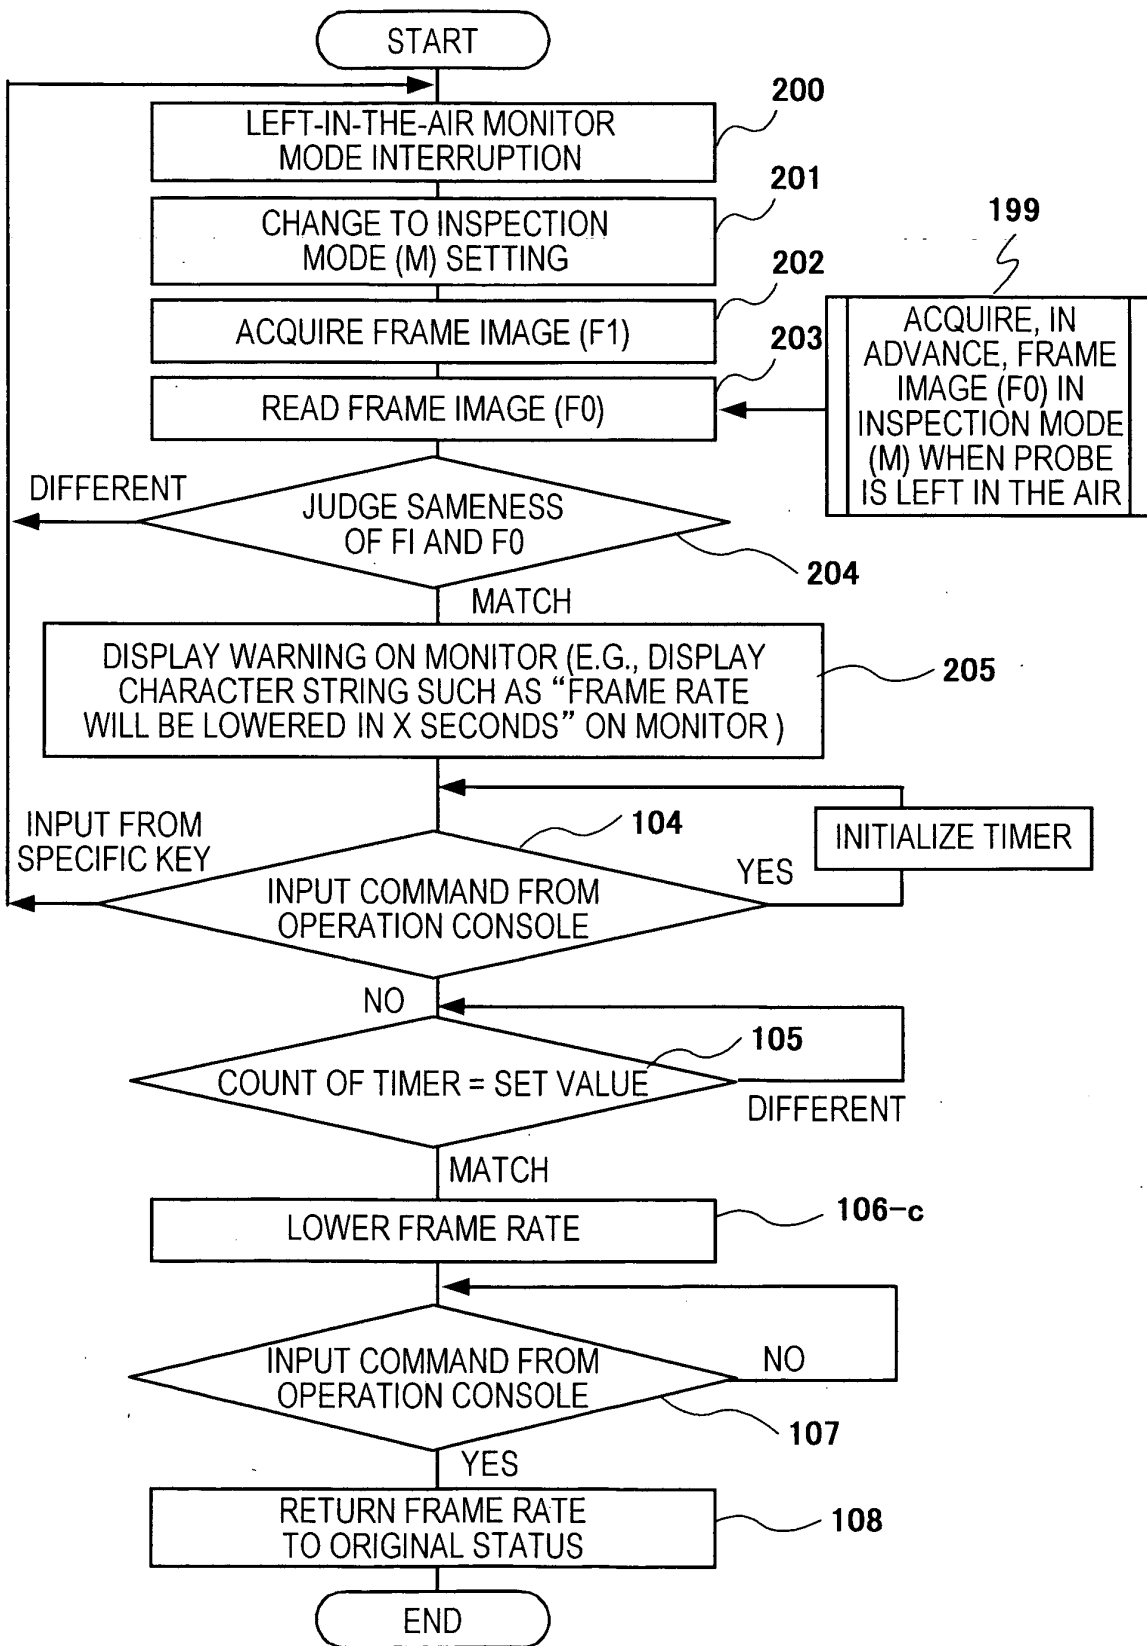 START
LEFT-IN-THE-AIR MONITOR
MODE INTERRUPTION
200
CHANGE TO INSPECTION
MODE (M) SETTING
201
ACQUIRE FRAME IMAGE (F1)
202
READ FRAME IMAGE (F0)
203
199
ACQUIRE, IN
ADVANCE, FRAME
IMAGE (F0) IN
INSPECTION MODE
(M) WHEN PROBE
IS LEFT IN THE AIR
DIFFERENT
JUDGE SAMENESS
OF FI AND F0
204
MATCH
DISPLAY WARNING ON MONITOR (E.G., DISPLAY
CHARACTER STRING SUCH AS “FRAME RATE
WILL BE LOWERED IN X SECONDS” ON MONITOR )
205
INPUT FROM
SPECIFIC KEY
104
INPUT COMMAND FROM
OPERATION CONSOLE
YES
INITIALIZE TIMER
NO
COUNT OF TIMER = SET VALUE
105
DIFFERENT
MATCH
LOWER FRAME RATE
106-c
INPUT COMMAND FROM
OPERATION CONSOLE
NO
107
YES
RETURN FRAME RATE
TO ORIGINAL STATUS
108
END